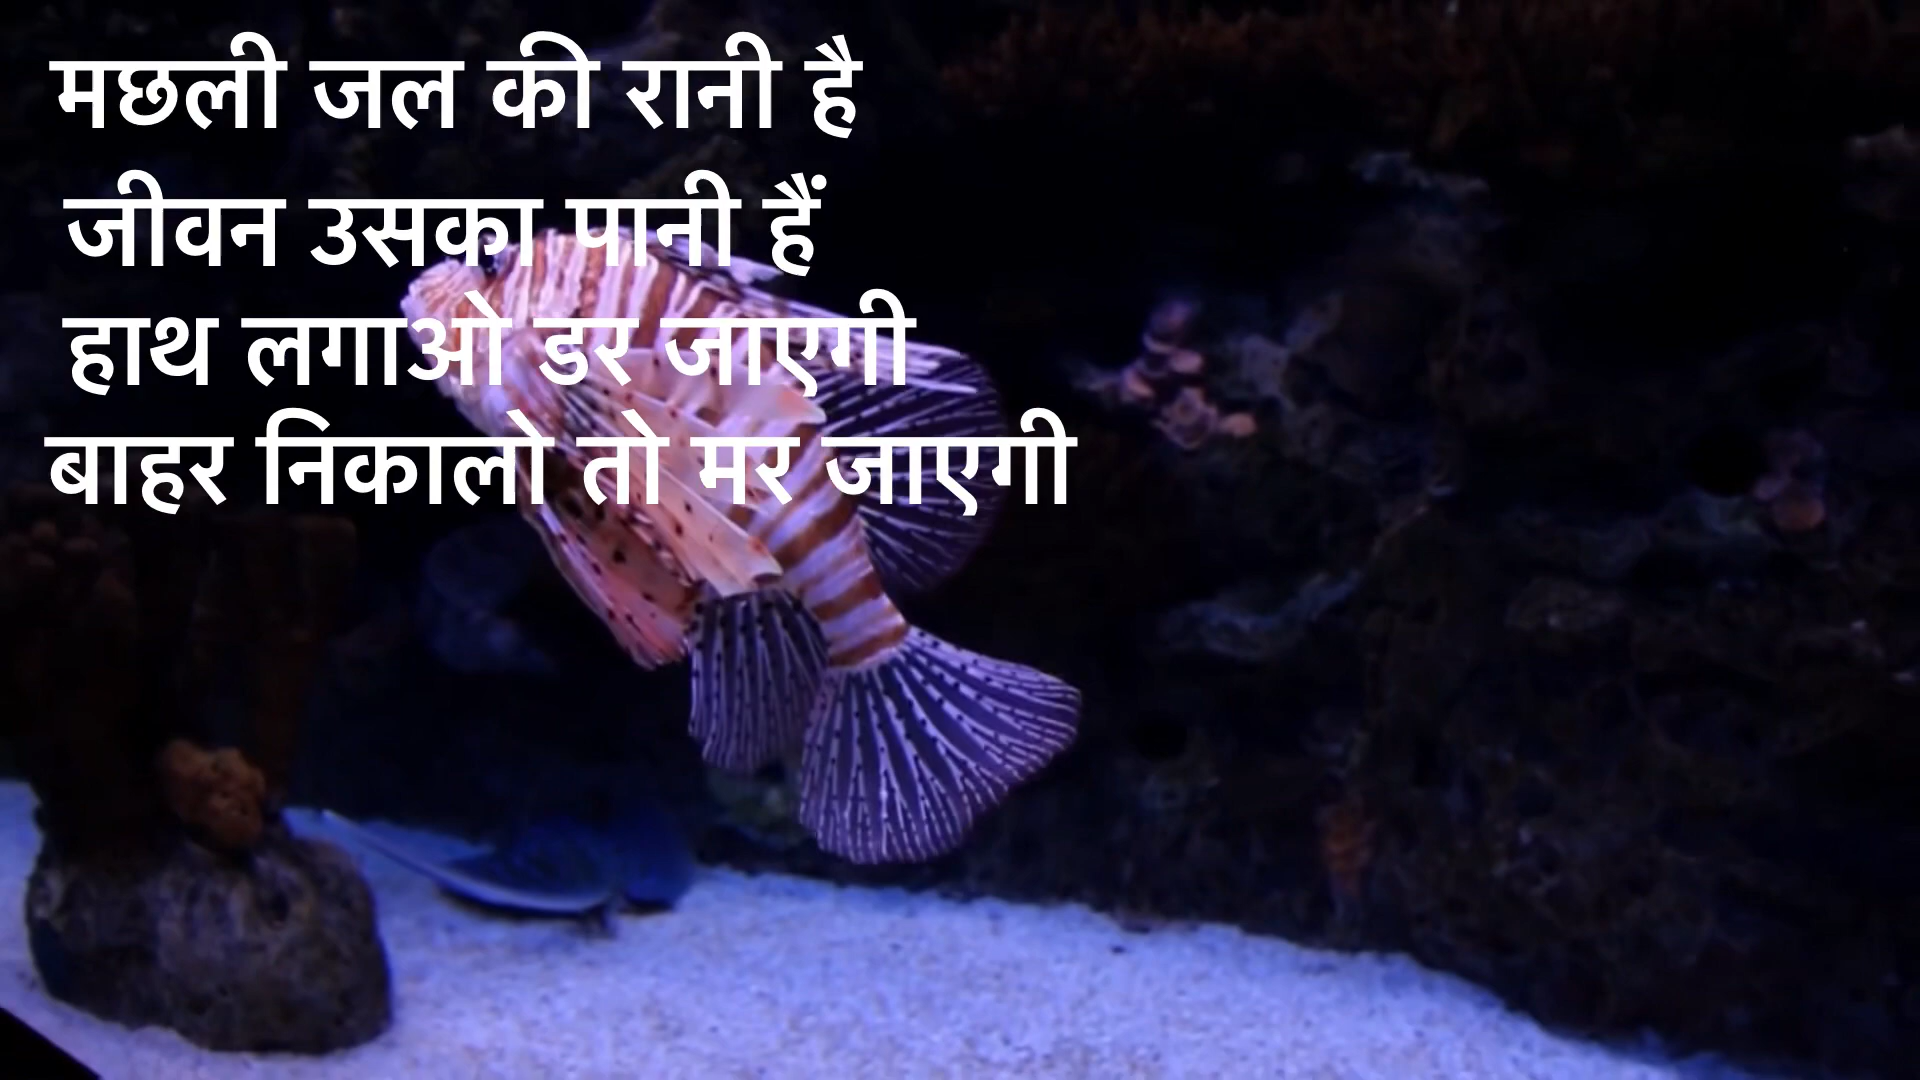 मछली जल की रानी है
जीवन उसका पानी हैं
हाथ लगाओ डर जाएगी
बाहर निकालो तो मर जाएगी